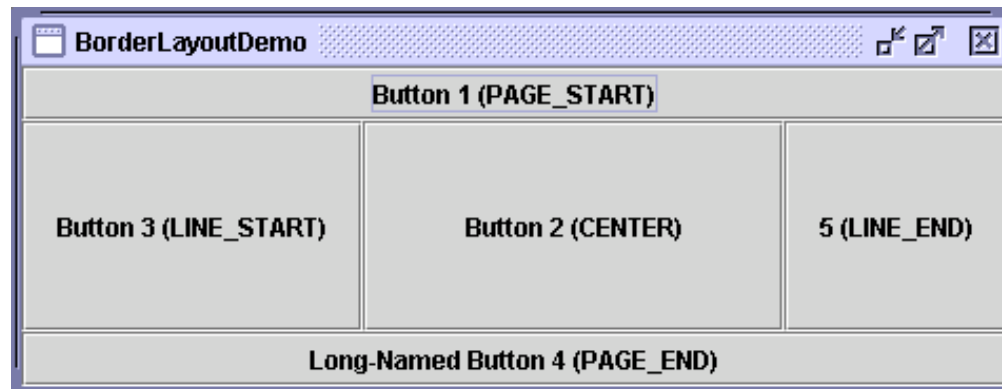 BorderLayoutDemo
Button 1 (PAGE_START)
Button 3 (LINE_START)
Button 2 (CENTER)
5 (LINE_END)
Long-Named Button 4 (PAGE_END)